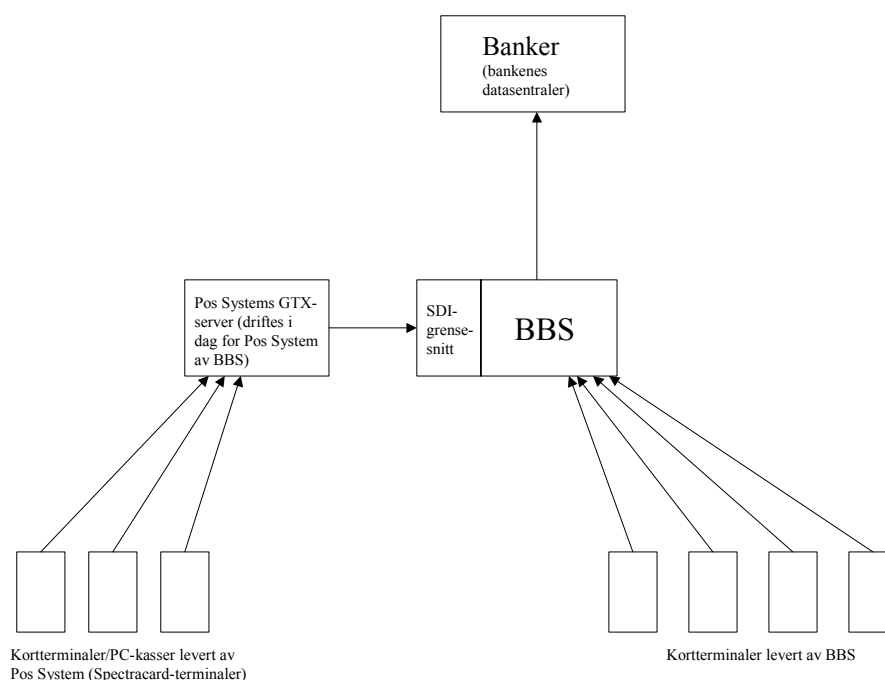 Banker
(bankenes
datasentraler)
Pos Systems GTX-
server (driftes i
dag for Pos System
av BBS)
SDI-
grense-
snitt
BBS
Kortterminaler/PC-kasser levert av
Pos System (Spectracard-terminaler)
Kortterminaler levert av BBS